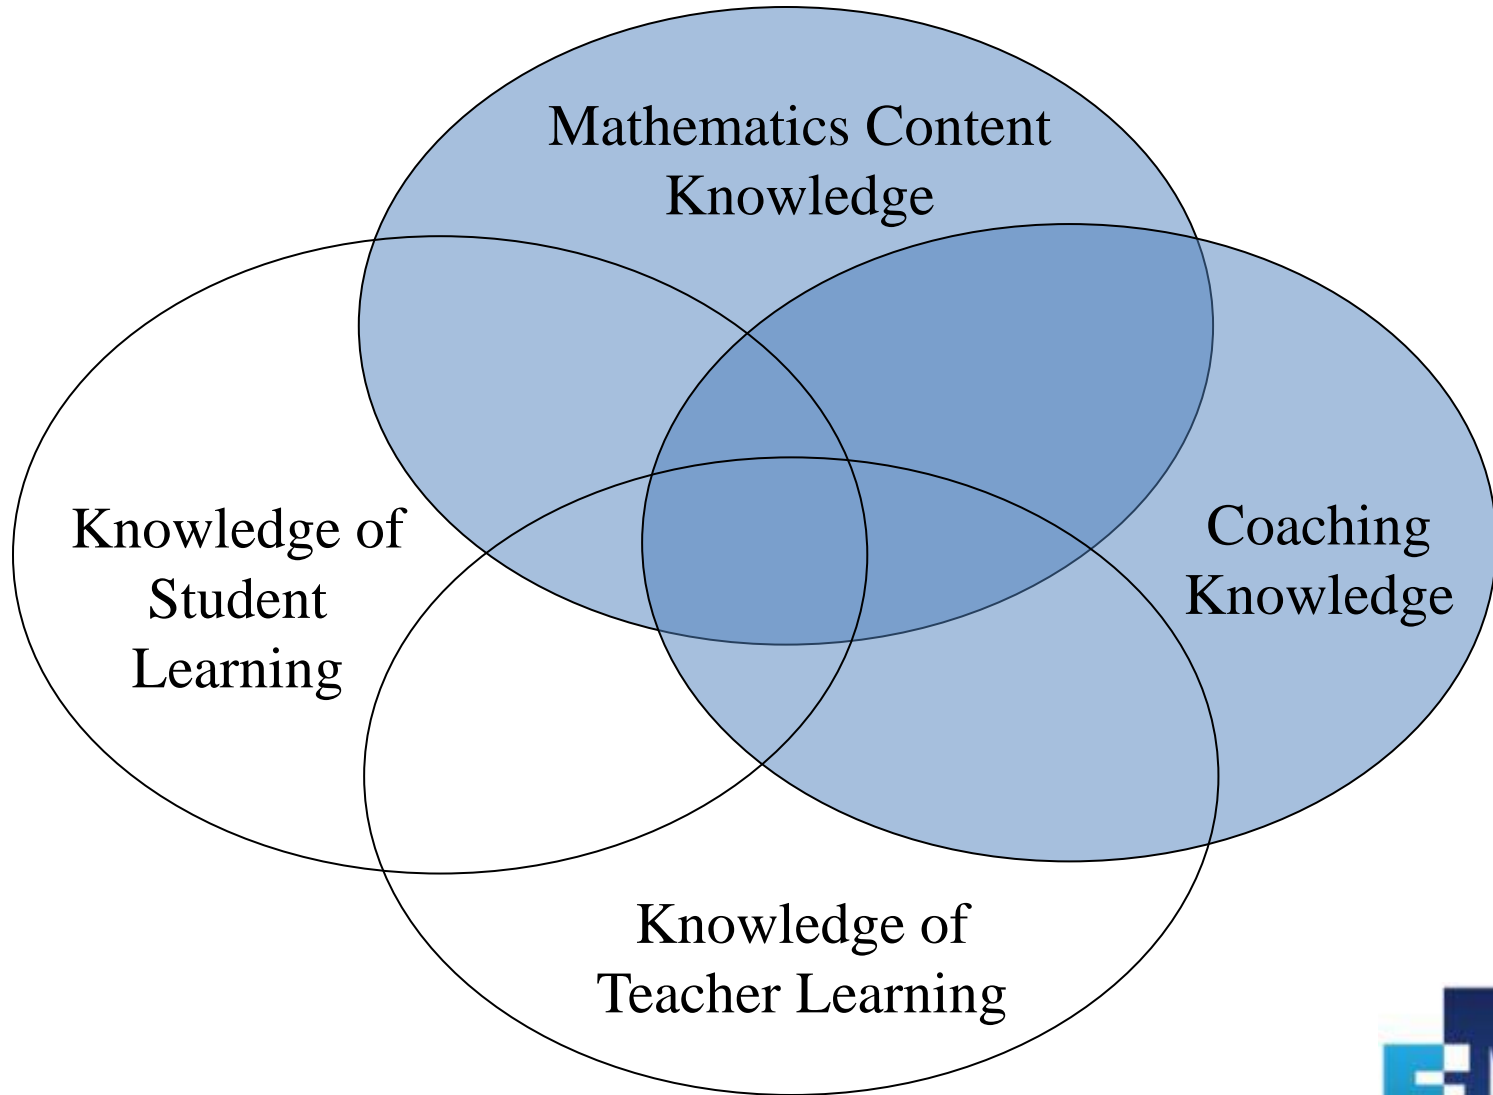 Mathematics Content
Knowledge
Knowledge of
Student
Learning
Coaching
Knowledge
Knowledge of
Teacher Learning